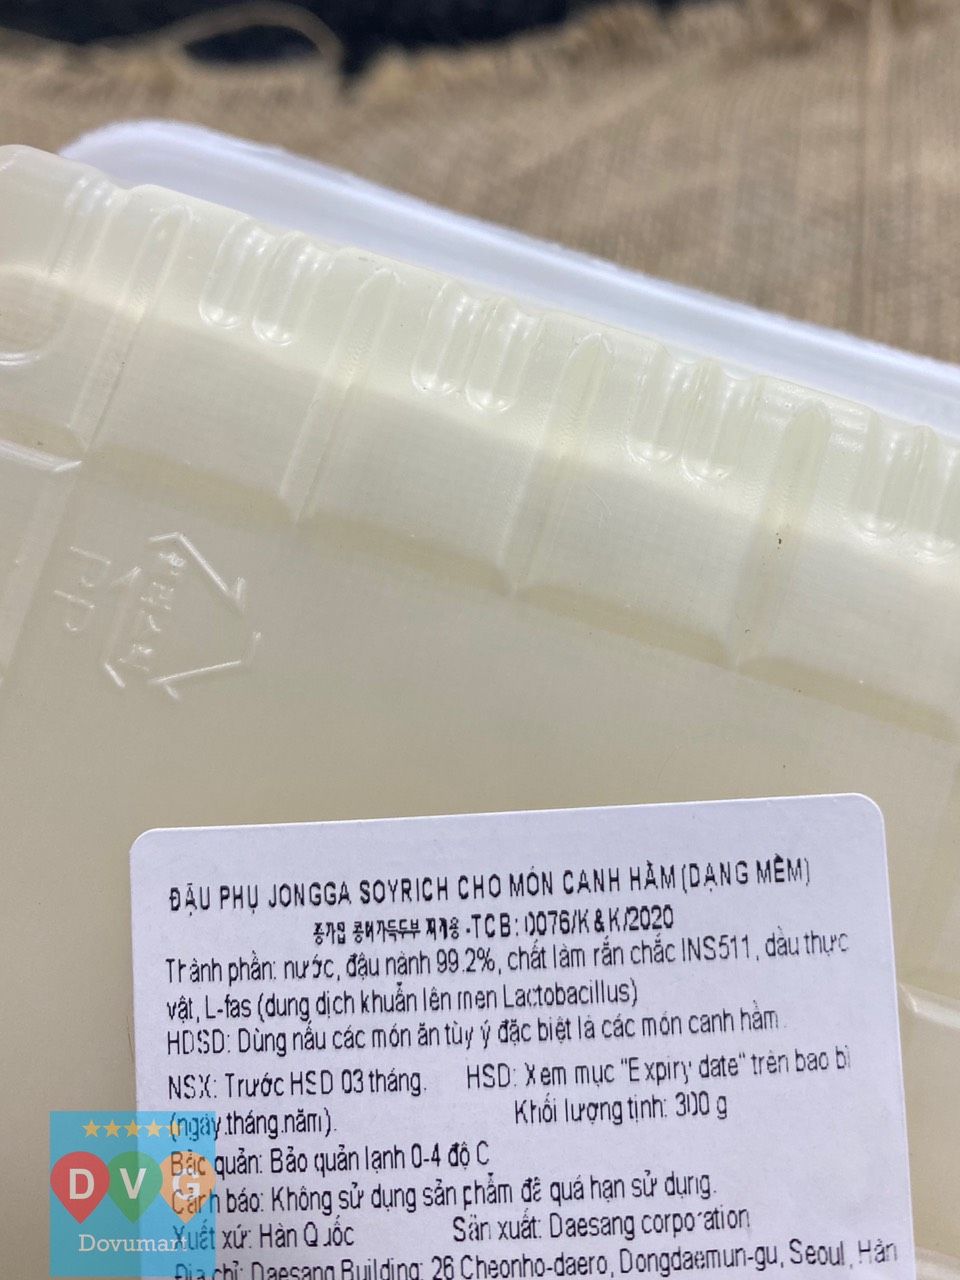 ĐẬU PHỤ JONGGA SOYRICH CHO MÓN CANH HẦM (DẠNG MỀM)
종가집 콩더가득두부 찌개용 -TCB: 0076/K&K/2020
Thành phần: nước, đậu nành 99.2%, chất làm rắn chắc INS511, dầu thực
vật, L-fas (dung dịch khuẩn lên men Lactobacillus)
HDSD: Dùng nấu các món ăn tùy ý đặc biệt là các món canh hầm.
NSX: Trước HSD 03 tháng. HSD: Xem mục "Expiry date" trên bao bì
(ngày.tháng.năm). Khối lượng tịnh: 300 g
Bảo quản: Bảo quản lạnh 0-4 độ C
Cảnh báo: Không sử dụng sản phẩm đã quá hạn sử dụng.
Xuất xứ: Hàn Quốc Sản xuất: Daesang corporation
Địa chỉ: Daesang Building; 26 Cheonho-daero, Dongdaemun-gu, Seoul, Hàn
PP
DVG
Dovumart